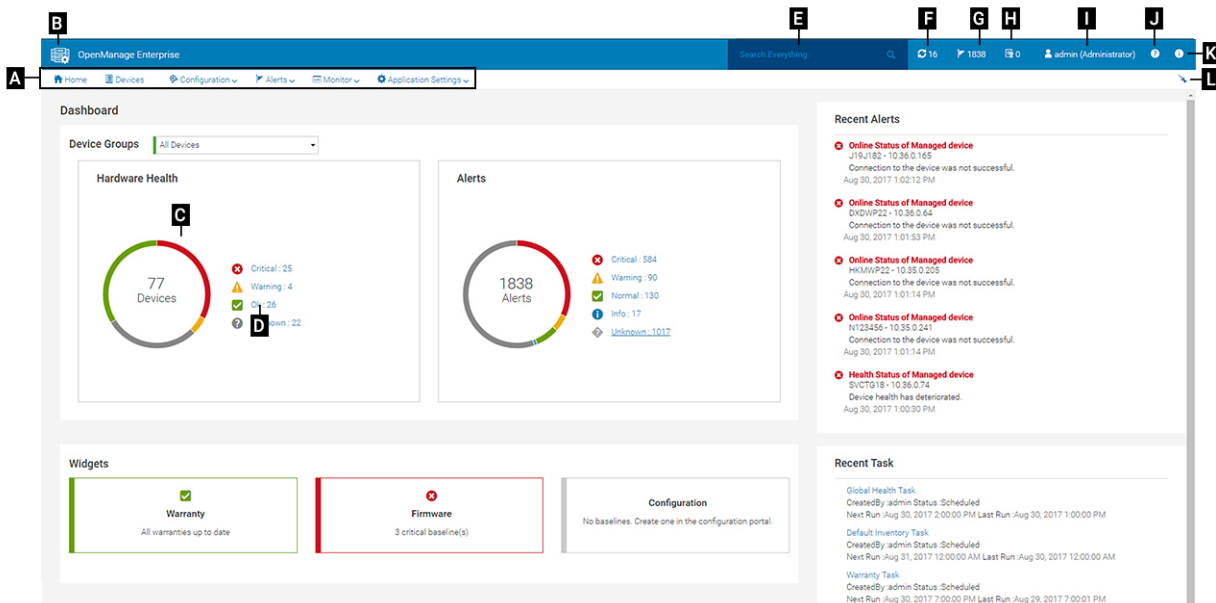 B
E
F
G
H
I
J
OpenManage Enterprise
Search Everything
16
1838
0
admin (Administrator)
K
A
Home
Devices
Configuration
Alerts
Monitor
Application Settings
L
Dashboard
Device Groups
All Devices
Hardware Health
C
77
Devices
Critical : 25
Warning : 4
Ok : 26
D
22
Alerts
1838
Alerts
Critical : 584
Warning : 90
Normal : 130
Info : 17
Unknown : 1017
Recent Alerts
Online Status of Managed device
J19J182 - 10.36.0.165
Connection to the device was not successful.
Aug 30, 2017 1:02:12 PM
Online Status of Managed device
DXDWP22 - 10.36.0.64
Connection to the device was not successful.
Aug 30, 2017 1:01:53 PM
Online Status of Managed device
HKMWP22 - 10.35.0.205
Connection to the device was not successful.
Aug 30, 2017 1:01:14 PM
Online Status of Managed device
N123456 - 10.35.0.241
Connection to the device was not successful.
Aug 30, 2017 1:01:14 PM
Health Status of Managed device
SVCTG18 - 10.36.0.74
Device health has deteriorated.
Aug 30, 2017 1:00:30 PM
Widgets
Warranty
All warranties up to date
Firmware
3 critical baseline(s)
Configuration
No baselines. Create one in the configuration portal.
Recent Task
Global Health Task
CreatedBy :admin Status :Scheduled
Next Run :Aug 30, 2017 2:00:00 PM Last Run :Aug 30, 2017 1:00:00 PM
Default Inventory Task
CreatedBy :admin Status :Scheduled
Next Run :Aug 31, 2017 12:00:00 AM Last Run :Aug 30, 2017 12:00:00 AM
Warranty Task
CreatedBy :admin Status :Scheduled
Next Run :Aug 30, 2017 7:00:00 PM Last Run :Aug 29, 2017 7:00:01 PM